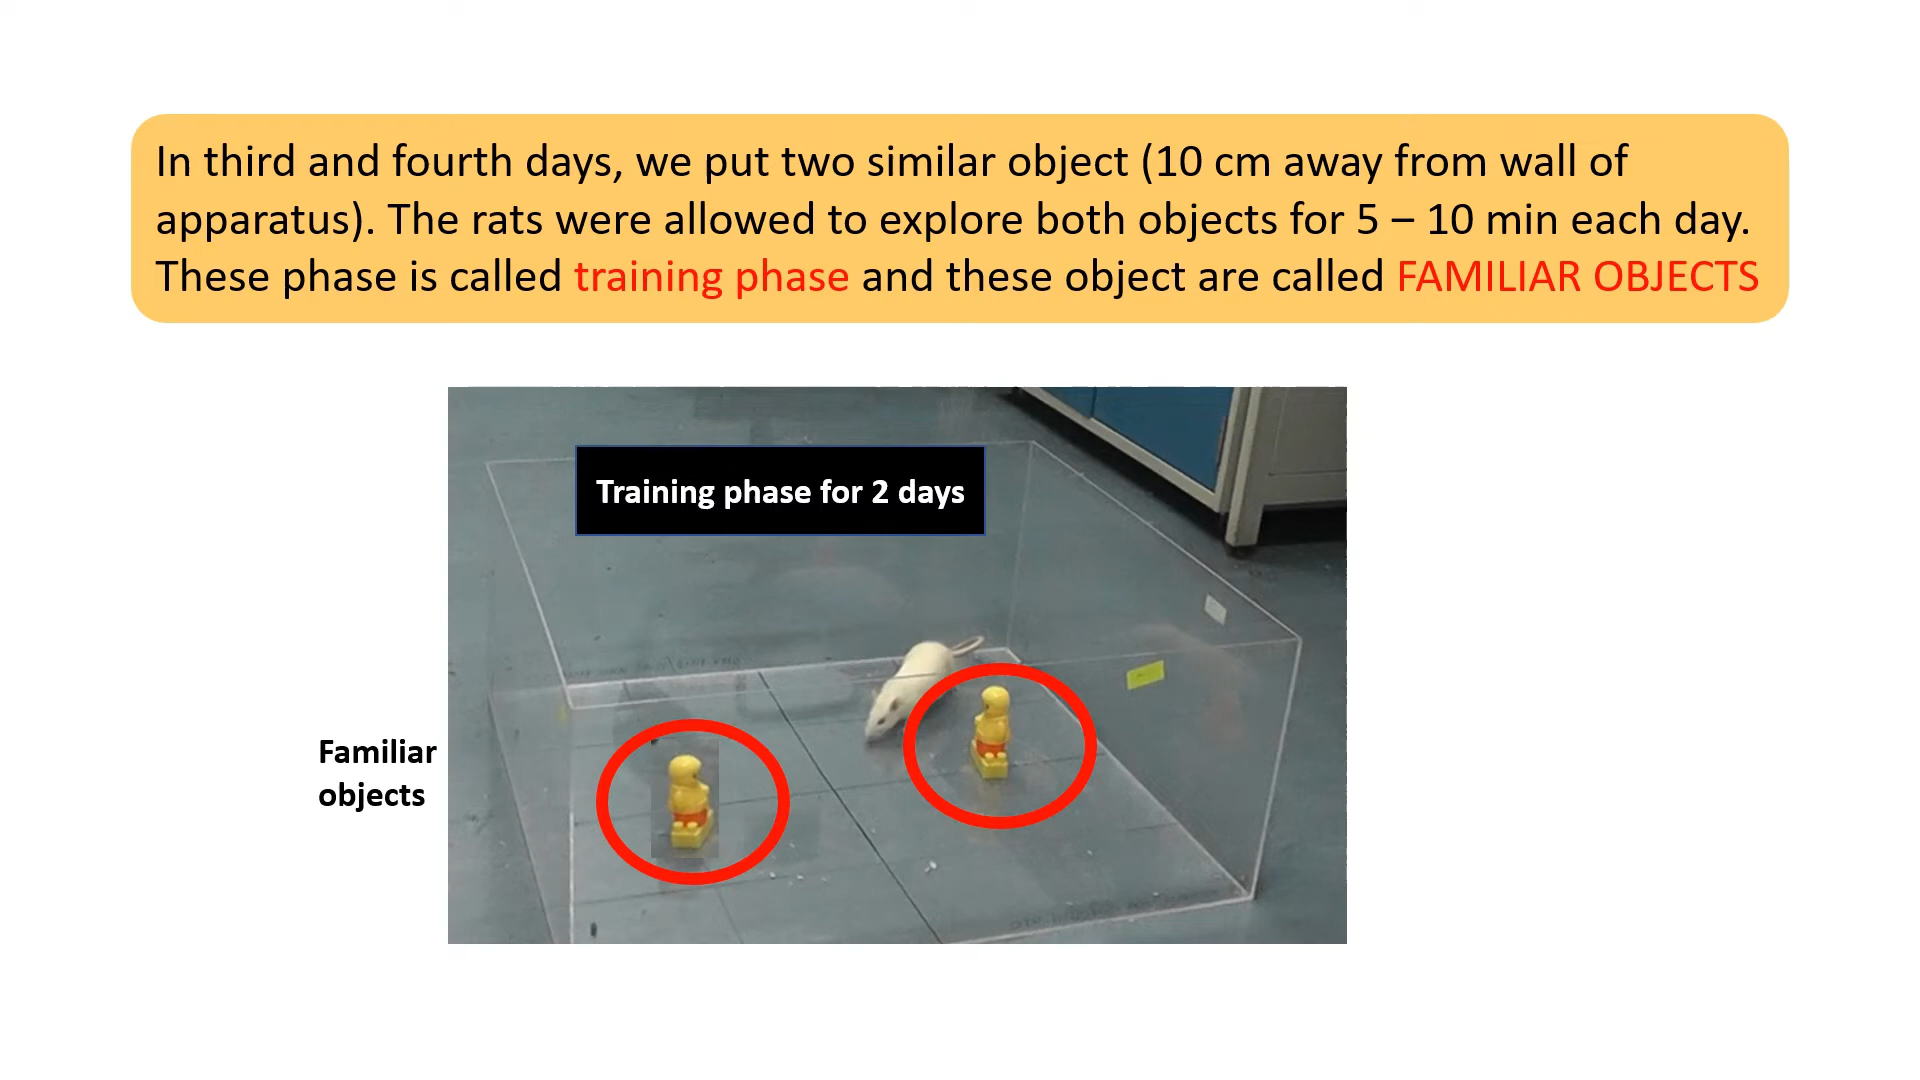 In third and fourth days, we put two similar object (10 cm away from wall of
apparatus). The rats were allowed to explore both objects for 5 – 10 min each day.
These phase is called training phase and these object are called FAMILIAR OBJECTS
Training phase for 2 days
Familiar
objects